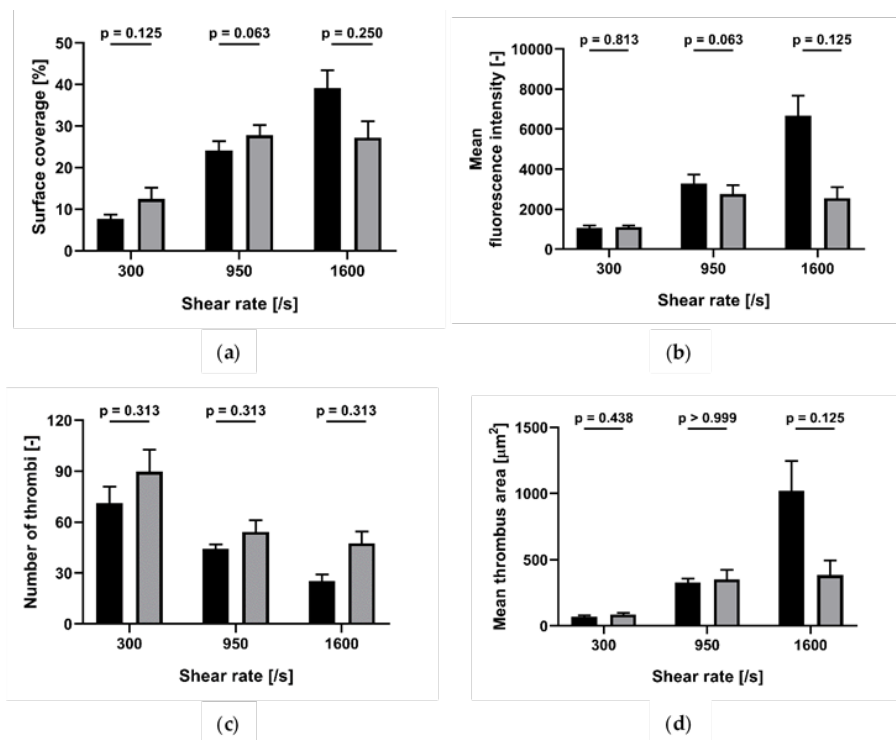 p = 0.125 p = 0.063 p = 0.250
Surface coverage [%]
50
40
30
20
10
0
300 950 1600
Shear rate [/s]
(a)
p = 0.813 p = 0.063 p = 0.125
Mean
fluorescence intensity [-]
10000
8000
6000
4000
2000
0
300 950 1600
Shear rate [/s]
(b)
p = 0.313 p = 0.313 p = 0.313
Number of thrombi [-]
120
90
60
30
0
300 950 1600
Shear rate [/s]
(c)
p = 0.438 p > 0.999 p = 0.125
Mean thrombus area [μm²]
1500
1000
500
0
300 950 1600
Shear rate [/s]
(d)